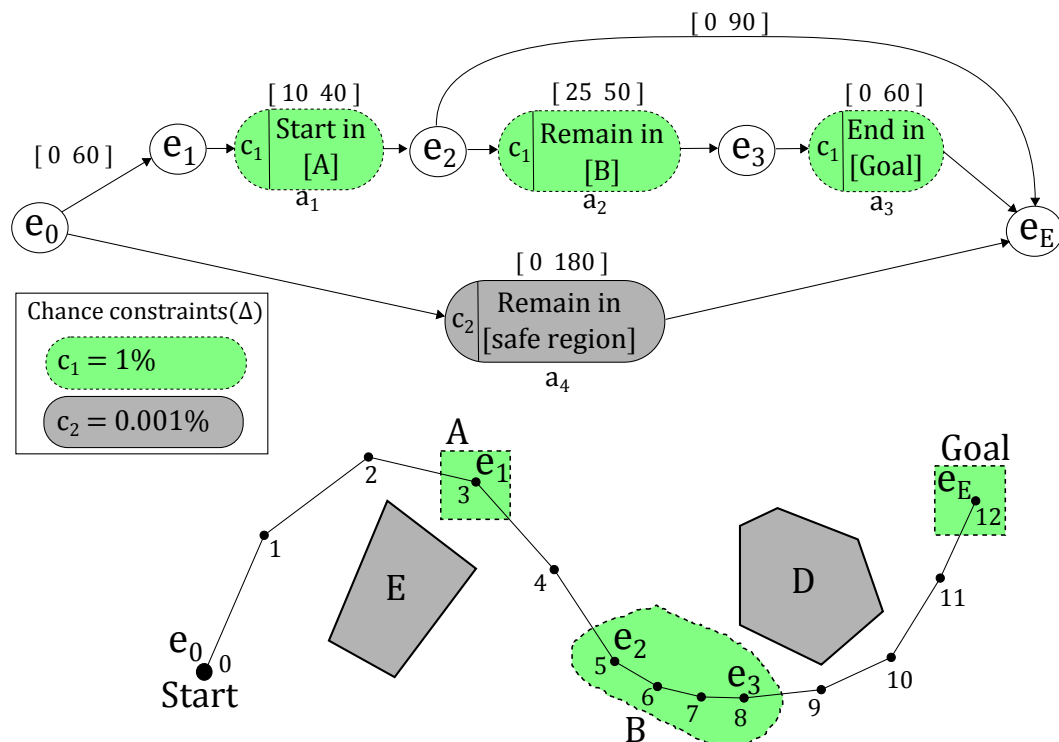 [ 0 90 ]
[ 10 40 ]
[ 25 50 ]
[ 0 60 ]
[ 0 60 ]
e1
c1
Start in
[A]
a1
e2
c1
Remain in
[B]
a2
e3
c1
End in
[Goal]
a3
e0
eE
[ 0 180 ]
c2
Remain in
[safe region]
a4
Chance constraints(Δ)
c1 = 1%
c2 = 0.001%
A
e1
2
3
1
E
4
e0
0
Start
e2
5
6
7
e3
8
B
D
9
10
11
Goal
eE
12